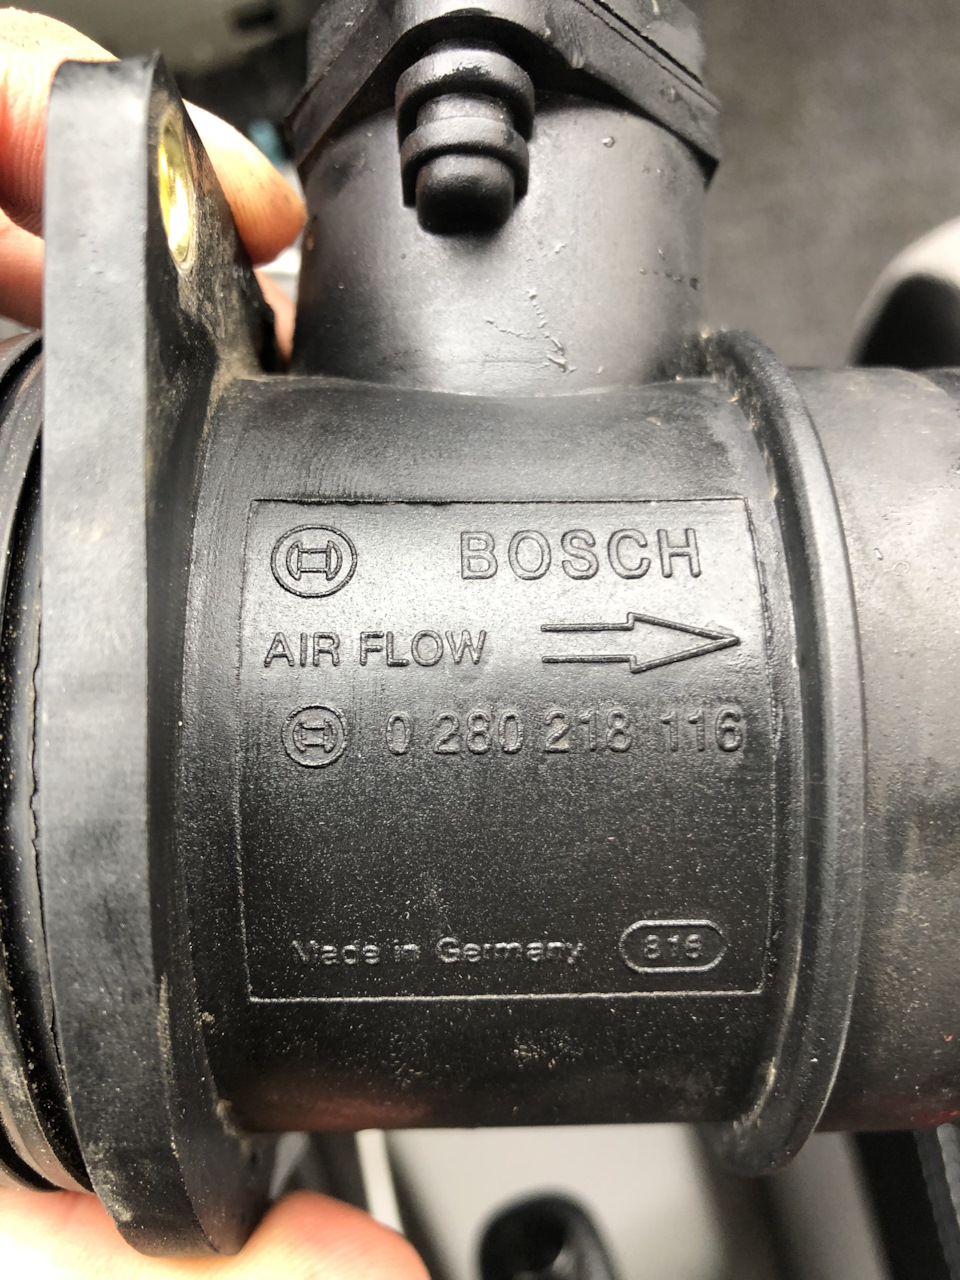 BOSCH
AIR FLOW
0 280 218 116
Made in Germany 816